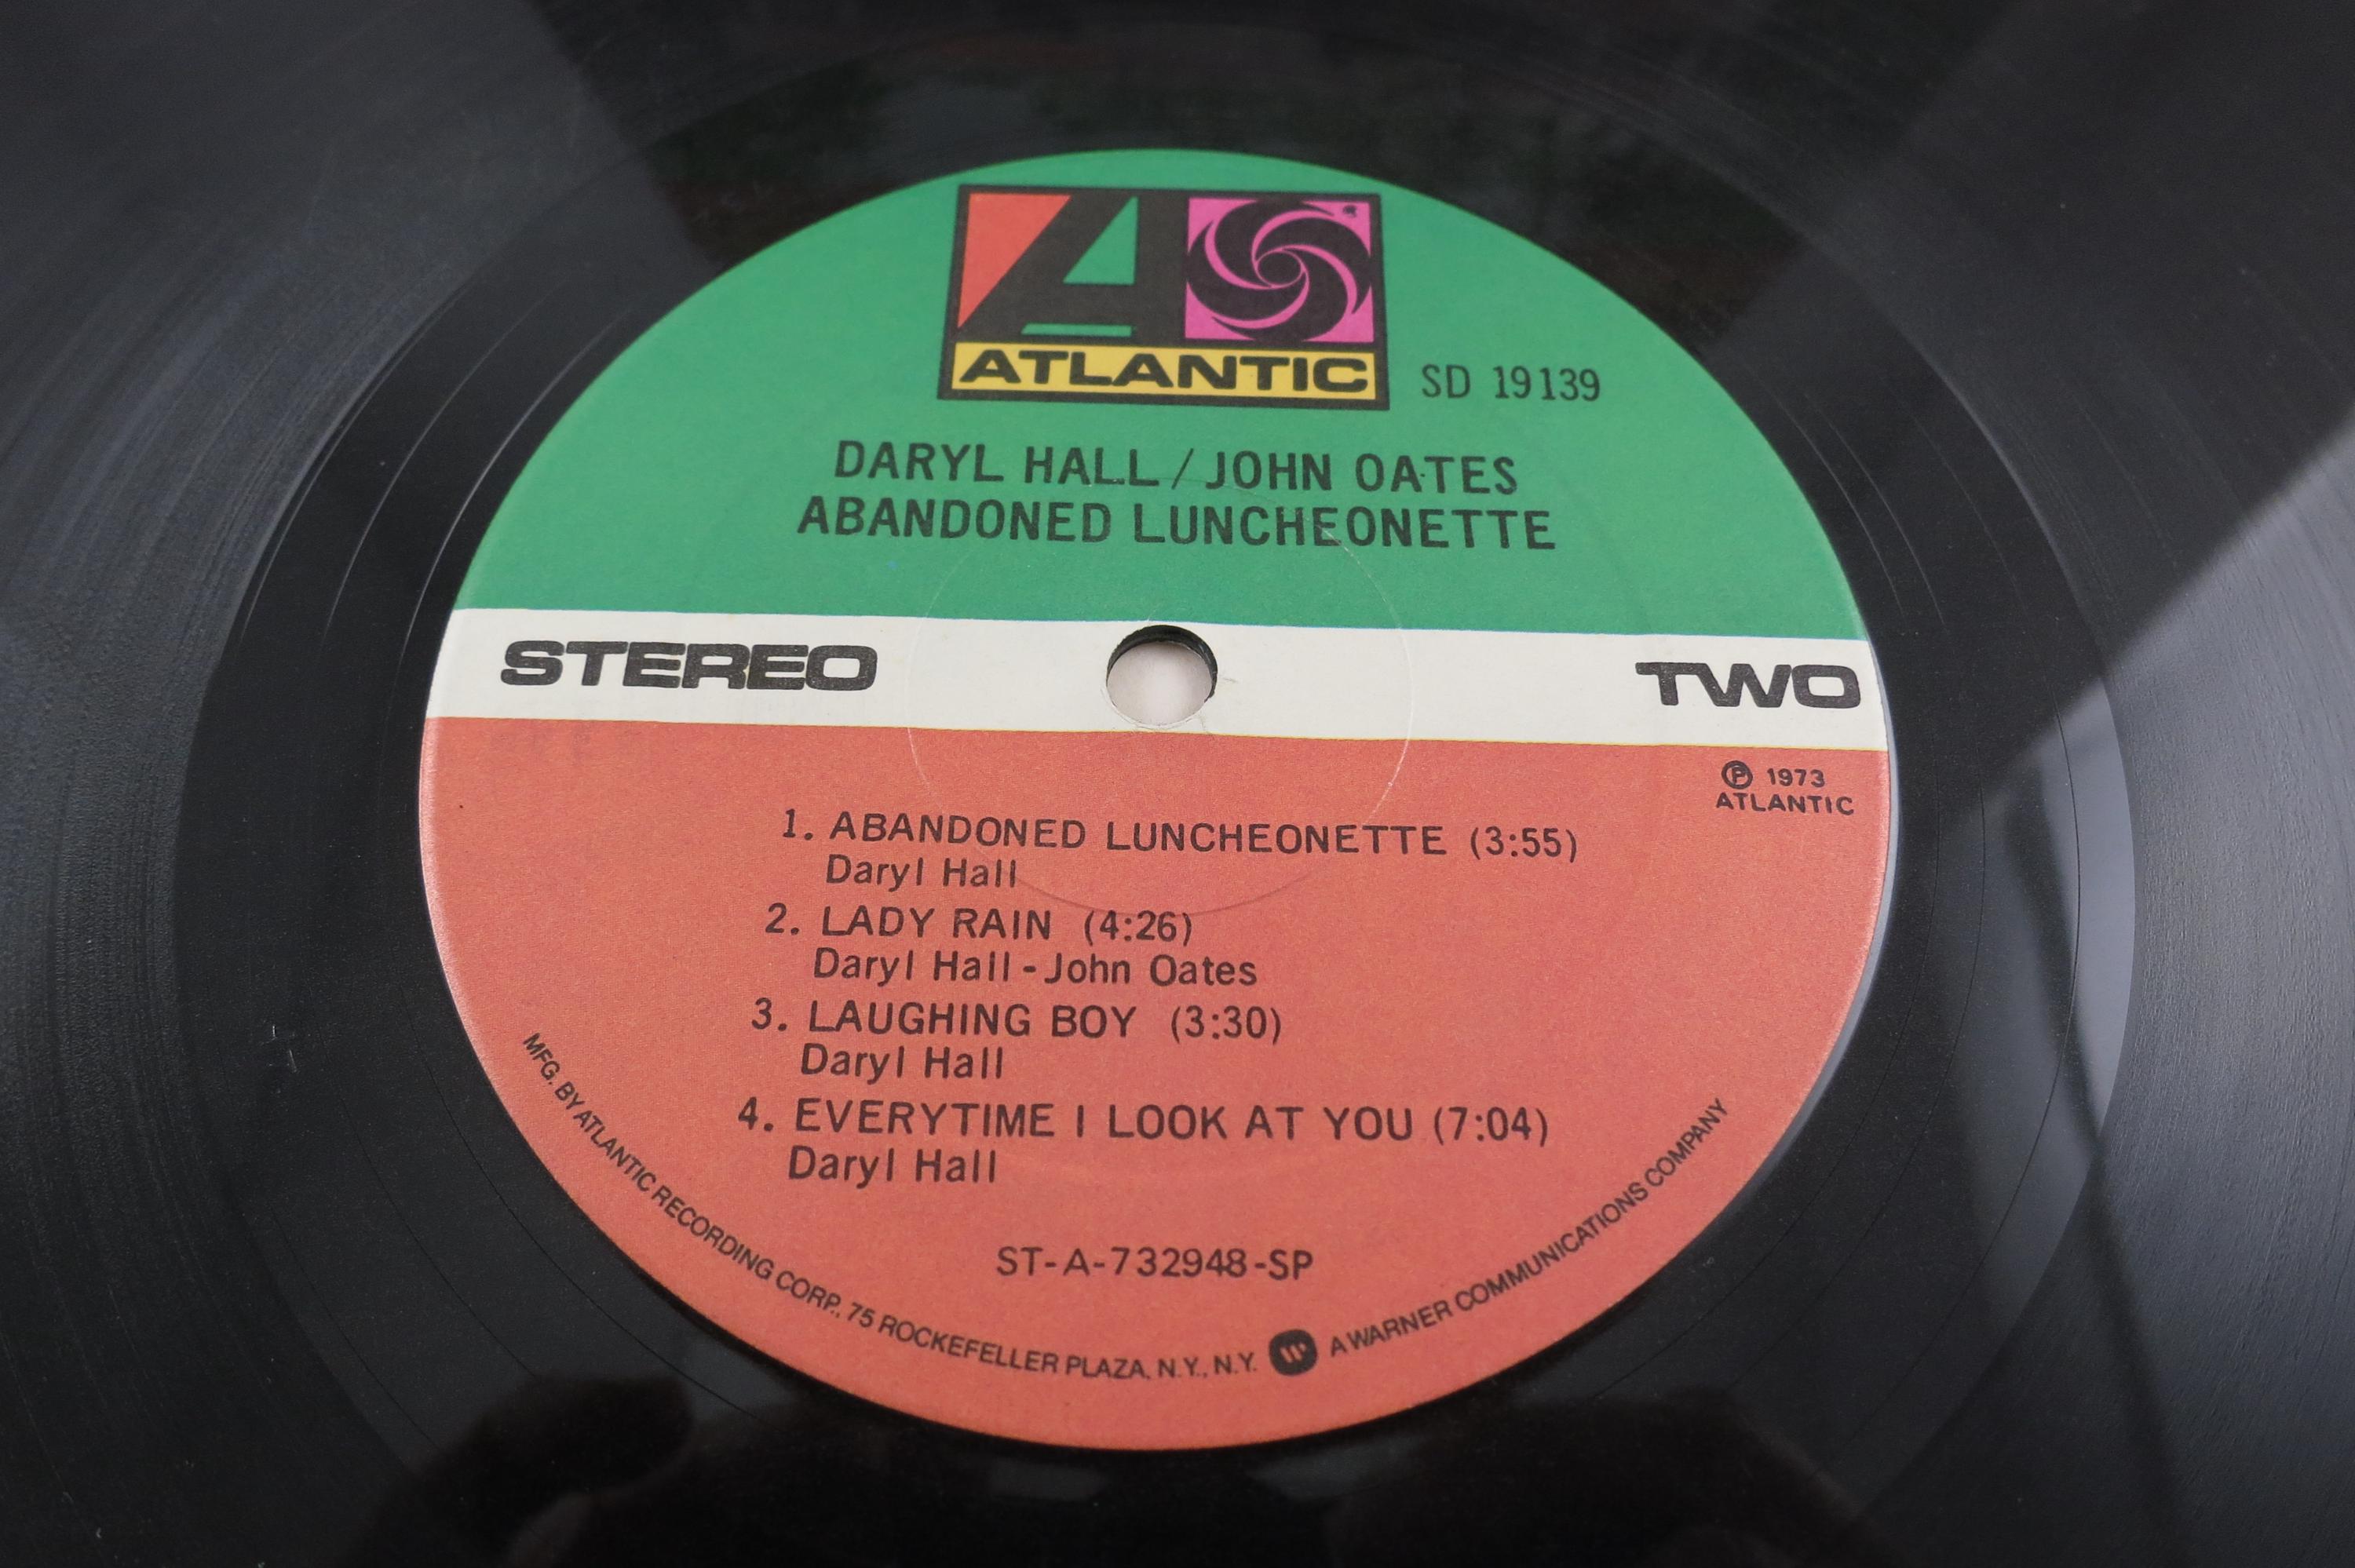 ATLANTIC
SD 19139
DARYL HALL / JOHN OATES
ABANDONED LUNCHEONETTE
STEREO
TWO
℗ 1973
ATLANTIC
1. ABANDONED LUNCHEONETTE (3:55)
Daryl Hall
2. LADY RAIN (4:26)
Daryl Hall - John Oates
3. LAUGHING BOY (3:30)
Daryl Hall
4. EVERYTIME I LOOK AT YOU (7:04)
Daryl Hall
ST-A-732948-SP
MFG. BY ATLANTIC RECORDING CORP., 75 ROCKEFELLER PLAZA, N.Y., N.Y. A WARNER COMMUNICATIONS COMPANY